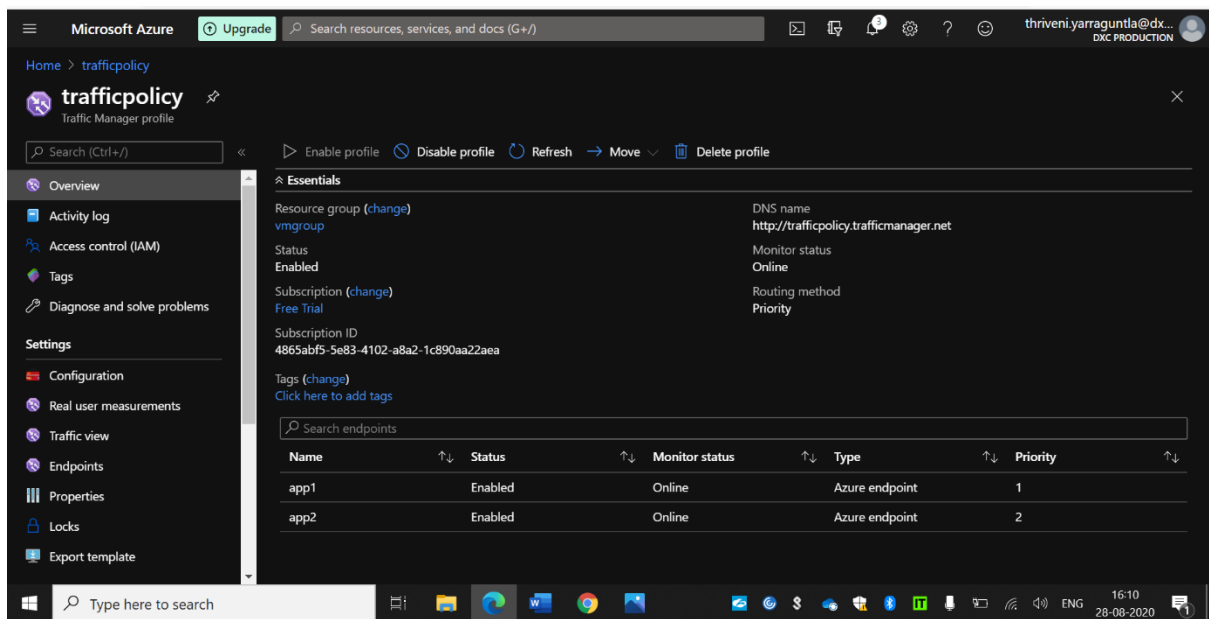 Microsoft Azure
Upgrade
Search resources, services, and docs (G+/)
3
thriveni.yarraguntla@dx...
DXC PRODUCTION
Home > trafficpolicy
trafficpolicy
Traffic Manager profile
Search (Ctrl+/)
«
Enable profile
Disable profile
Refresh
Move
Delete profile
Overview
Activity log
Access control (IAM)
Tags
Diagnose and solve problems
Settings
Configuration
Real user measurements
Traffic view
Endpoints
Properties
Locks
Export template
Essentials
Resource group (change)
vmgroup
Status
Enabled
Subscription (change)
Free Trial
Subscription ID
4865abf5-5e83-4102-a8a2-1c890aa22aea
Tags (change)
Click here to add tags
DNS name
http://trafficpolicy.trafficmanager.net
Monitor status
Online
Routing method
Priority
Search endpoints
Name Status Monitor status Type Priority
app1 Enabled Online Azure endpoint 1
app2 Enabled Online Azure endpoint 2
Type here to search
ENG
16:10
28-08-2020
1